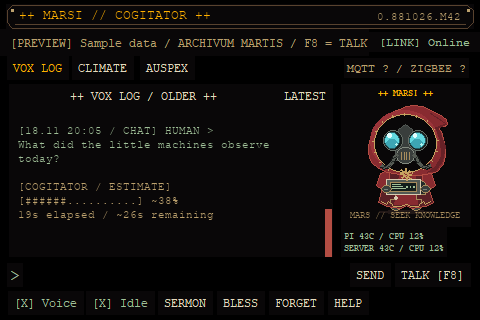 ++ MARSI // COGITATOR ++
0.881026.M42
[PREVIEW] Sample data / ARCHIVUM MARTIS / F8 = TALK
[LINK] Online
VOX LOG
CLIMATE
AUSPEX
MQTT ? / ZIGBEE ?
++ VOX LOG / OLDER ++
LATEST
[18.11 20:05 / CHAT] HUMAN >
What did the little machines observe
today?
[COGITATOR / ESTIMATE]
[######..........] ~38%
19s elapsed / ~26s remaining
++ MARSI ++
MARS // SEEK KNOWLEDGE
PI 43C / CPU 12%
SERVER 43C / CPU 12%
>
SEND
TALK [F8]
[X] Voice
[X] Idle
SERMON
BLESS
FORGET
HELP